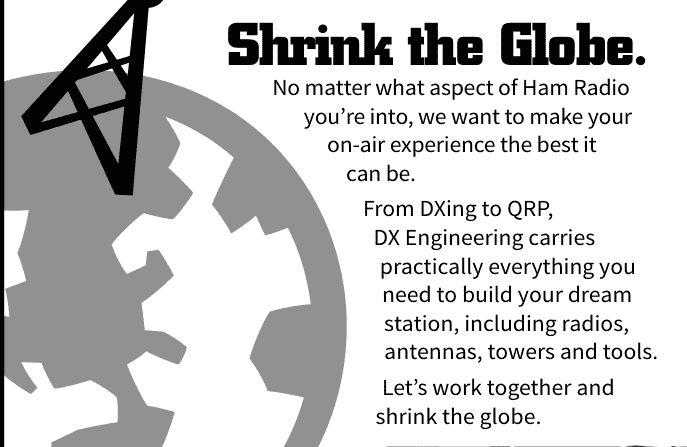 Shrink the Globe.
No matter what aspect of Ham Radio
you’re into, we want to make your
on-air experience the best it
can be.
From DXing to QRP,
DX Engineering carries
practically everything you
need to build your dream
station, including radios,
antennas, towers and tools.
Let’s work together and
shrink the globe.